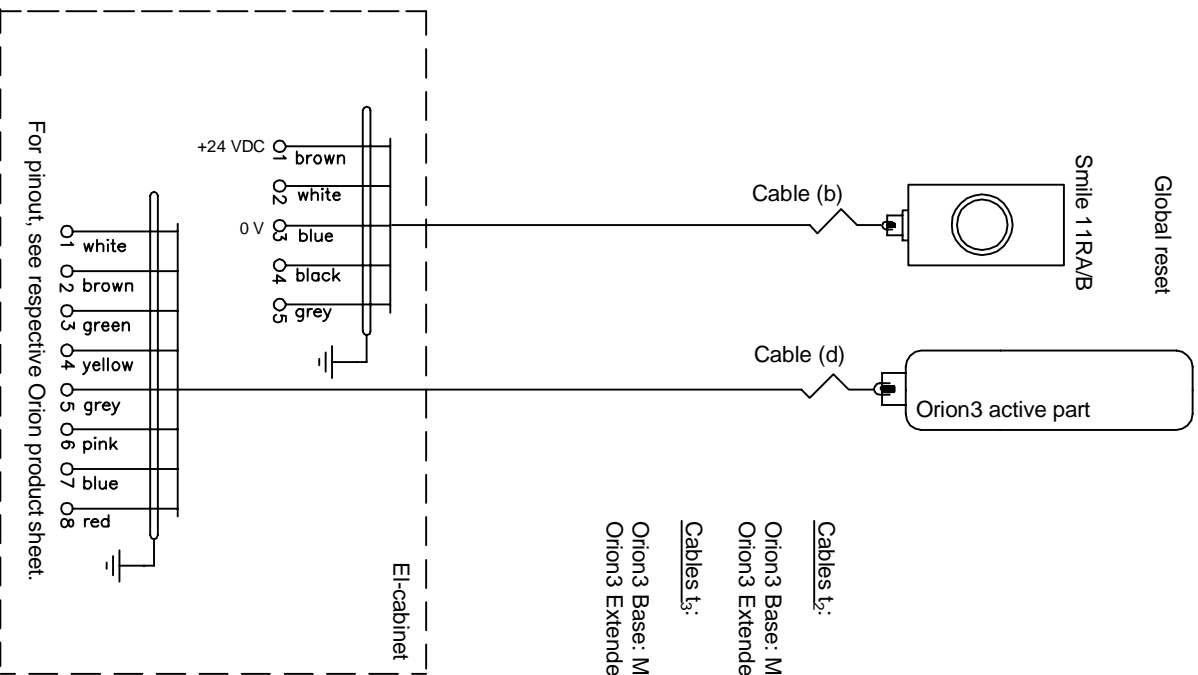 Global reset
Smile 11RA/B
Cable (b)
+24 VDC
1 brown
2 white
0 V
3 blue
4 black
5 grey
Cable (d)
Orion3 active part
1 white
2 brown
3 green
4 yellow
5 grey
6 pink
7 blue
8 red
For pinout, see respective Orion product sheet.
El-cabinet
Cables t2:
Orion3 Base: M
Orion3 Extende
Cables t3:
Orion3 Base: M
Orion3 Extende